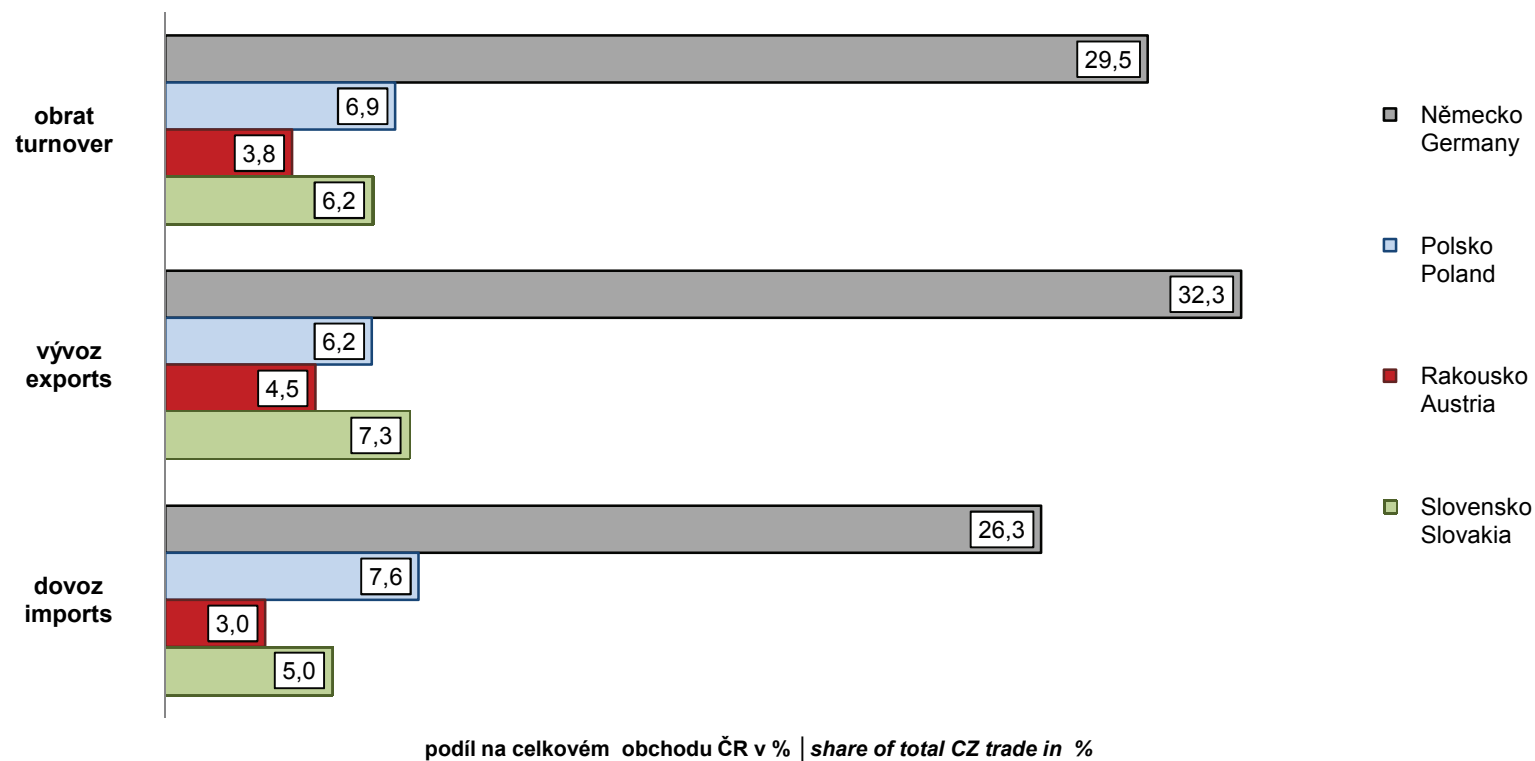 obrat
turnover
29,5
6,9
3,8
6,2
vývoz
exports
32,3
6,2
4,5
7,3
dovoz
imports
26,3
7,6
3,0
5,0
Německo
Germany
Polsko
Poland
Rakousko
Austria
Slovensko
Slovakia
podíl na celkovém obchodu ČR v % | share of total CZ trade in %